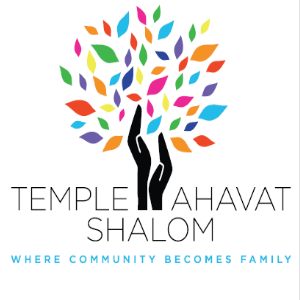 TEMPLE AHAVAT
SHALOM
WHERE COMMUNITY BECOMES FAMILY